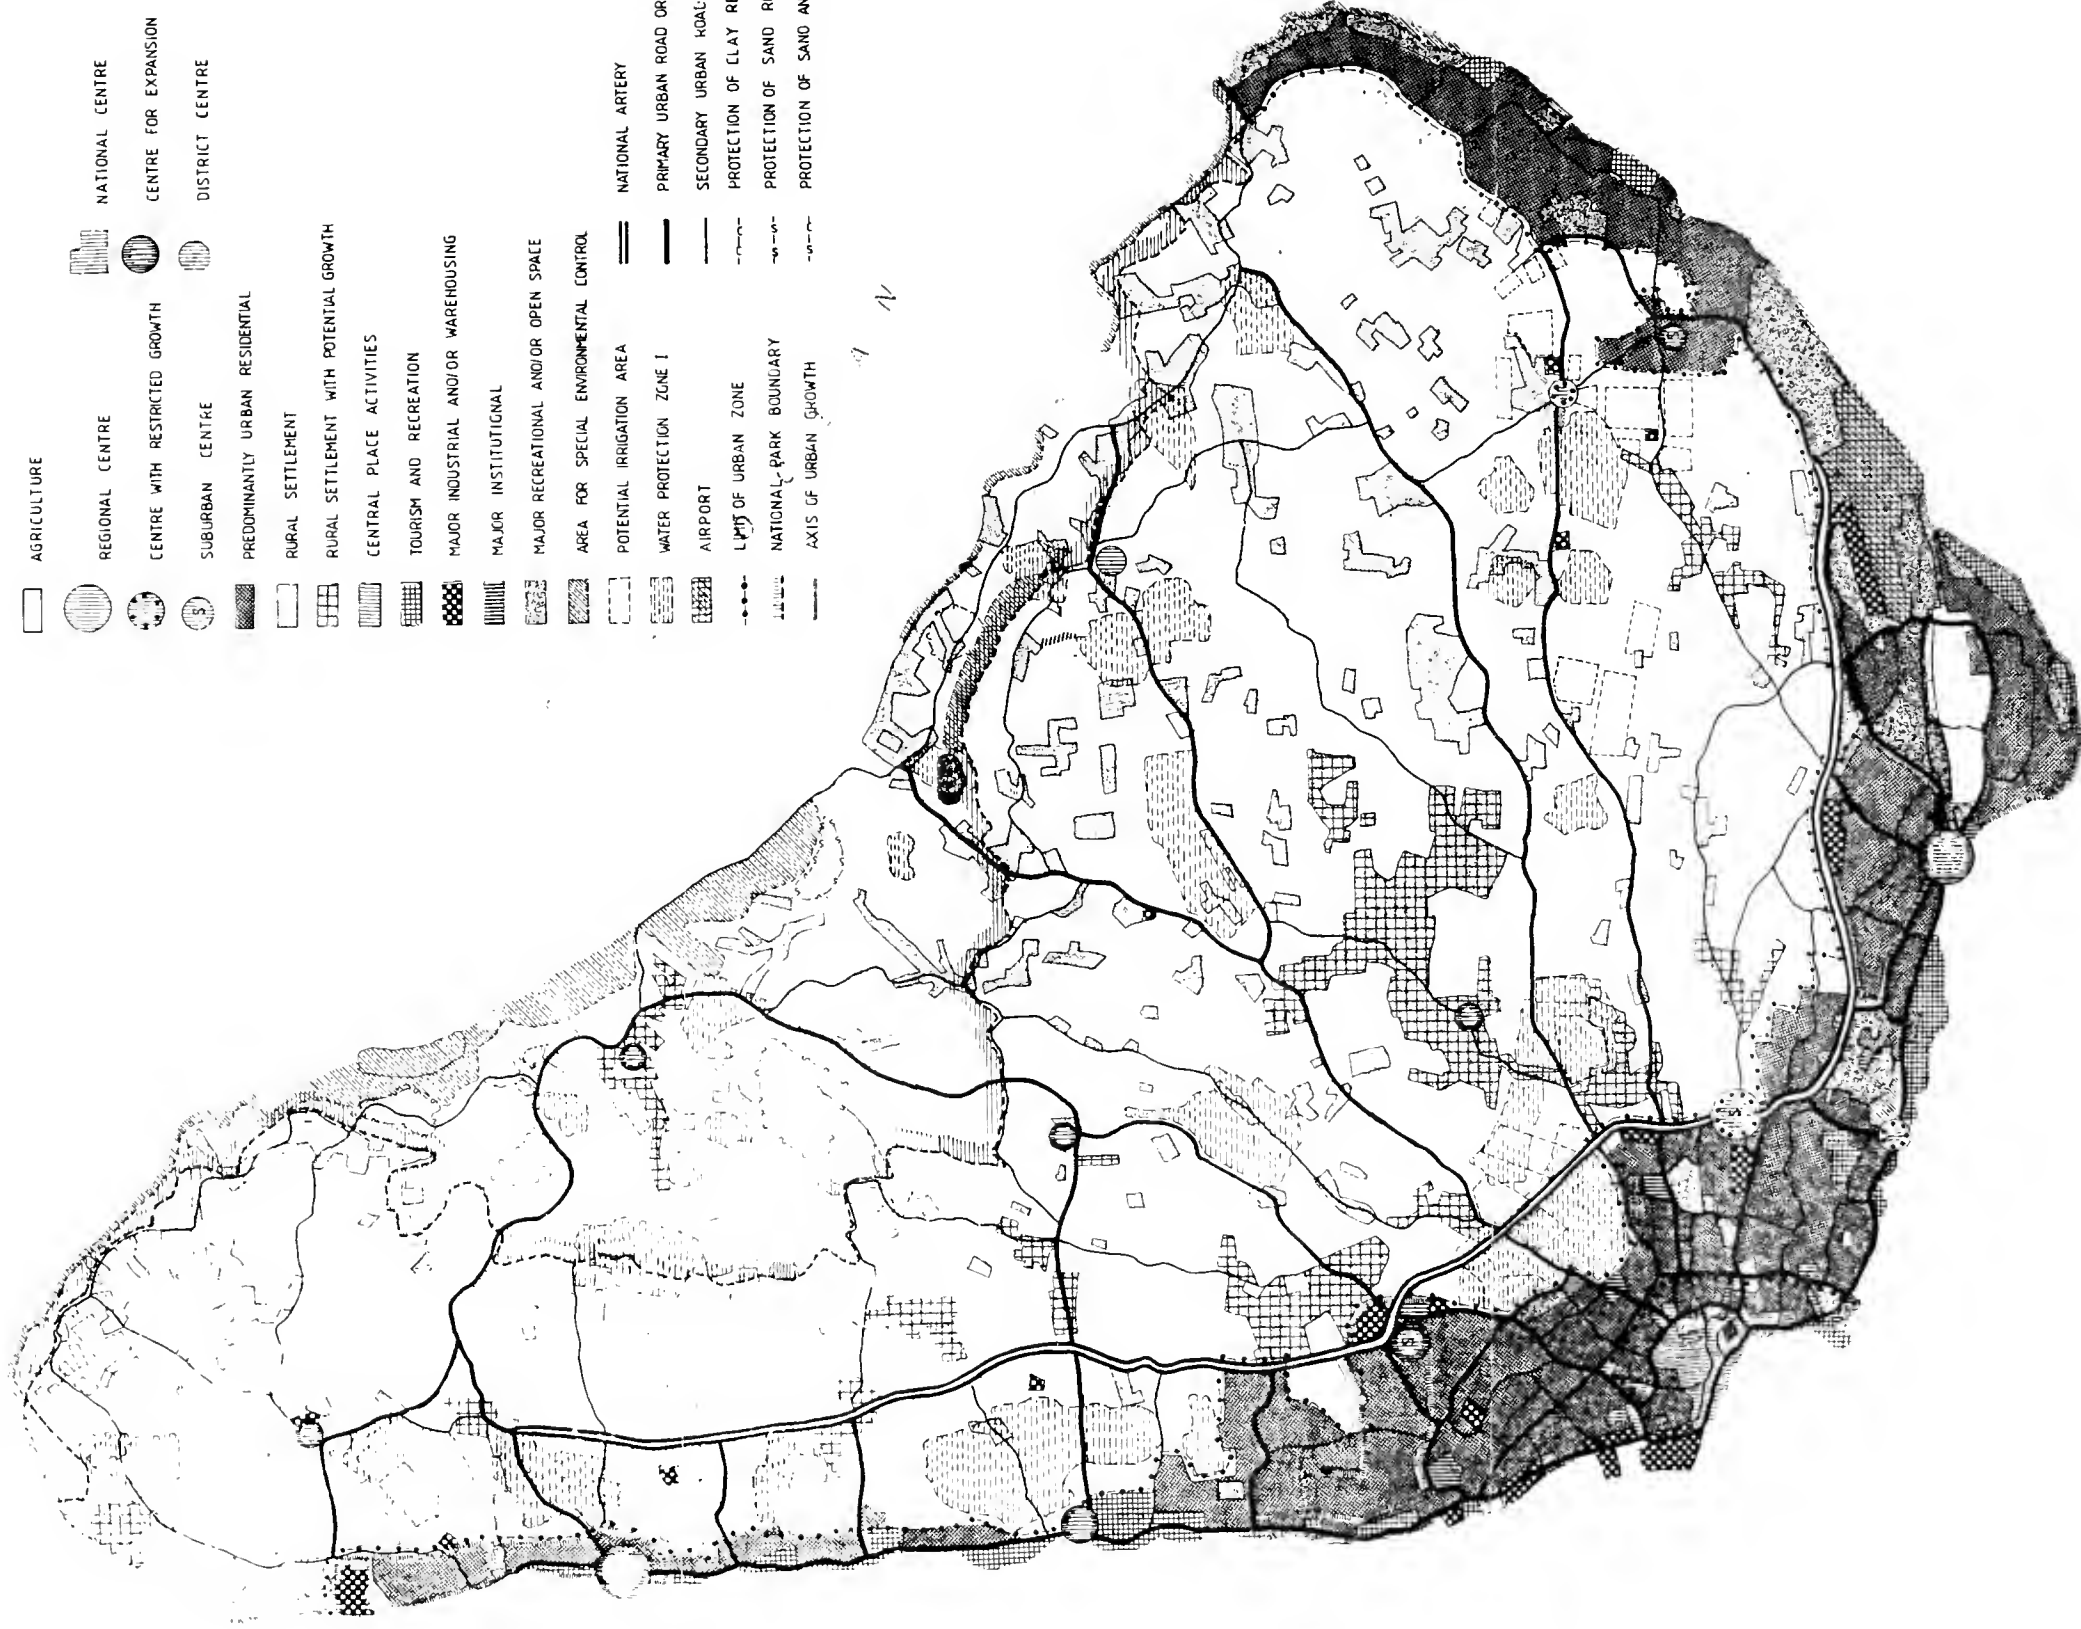 AGRICULTURE
REGIONAL CENTRE
CENTRE WITH RESTRICTED GROWTH
SUBURBAN CENTRE
PREDOMINANTLY URBAN RESIDENTIAL
RURAL SETTLEMENT
RURAL SETTLEMENT WITH POTENTIAL GROWTH
CENTRAL PLACE ACTIVITIES
TOURISM AND RECREATION
MAJOR INDUSTRIAL AND/OR WAREHOUSING
MAJOR INSTITUTIONAL
MAJOR RECREATIONAL AND/OR OPEN SPACE
AREA FOR SPECIAL ENVIRONMENTAL CONTROL
POTENTIAL IRRIGATION AREA
WATER PROTECTION ZONE I
AIRPORT
LIMIT OF URBAN ZONE
NATIONAL PARK BOUNDARY
AXIS OF URBAN GROWTH
NATIONAL CENTRE
CENTRE FOR EXPANSION
DISTRICT CENTRE
NATIONAL ARTERY
PRIMARY URBAN ROAD OR
SECONDARY URBAN ROAD
PROTECTION OF CLAY RE
PROTECTION OF SAND RE
PROTECTION OF SAND AN